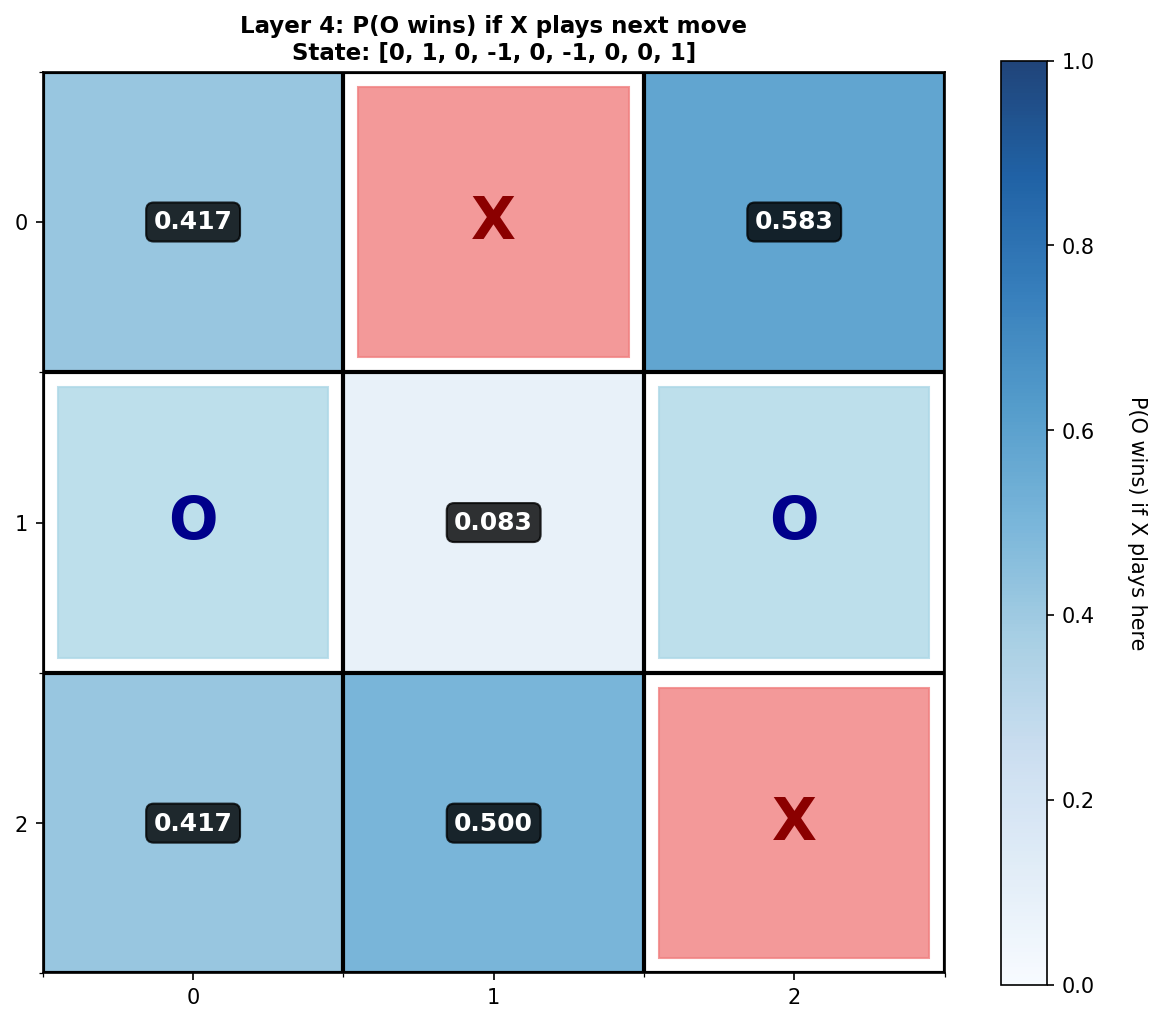 Layer 4: P(O wins) if X plays next move
State: [0, 1, 0, -1, 0, -1, 0, 0, 1]
0.417 X 0.583
O 0.083 O
0.417 0.500 X
0
1
2
0 1 2
1.0
0.8
0.6
0.4
0.2
0.0
P(O wins) if X plays here